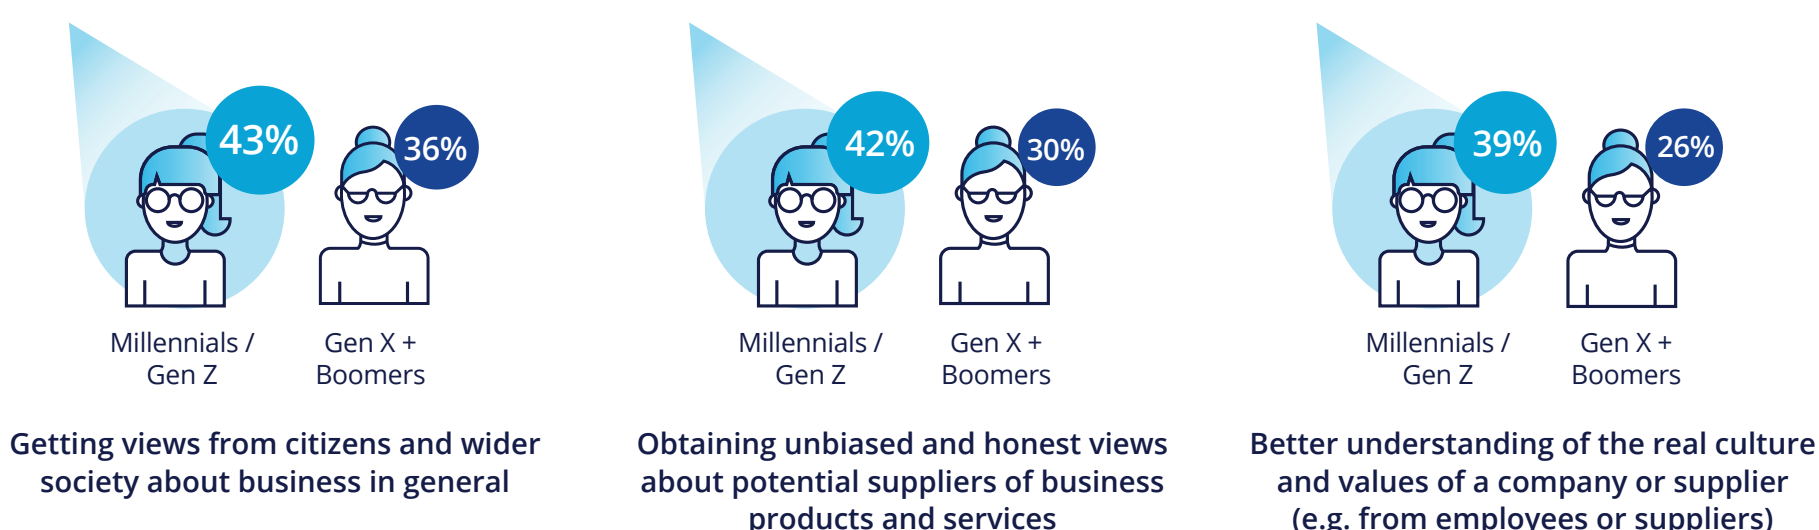 43%
36%
Millennials /
Gen Z
Gen X +
Boomers
Getting views from citizens and wider
society about business in general
42%
30%
Millennials /
Gen Z
Gen X +
Boomers
Obtaining unbiased and honest views
about potential suppliers of business
products and services
39%
26%
Millennials /
Gen Z
Gen X +
Boomers
Better understanding of the real culture
and values of a company or supplier
(e.g. from employees or suppliers)